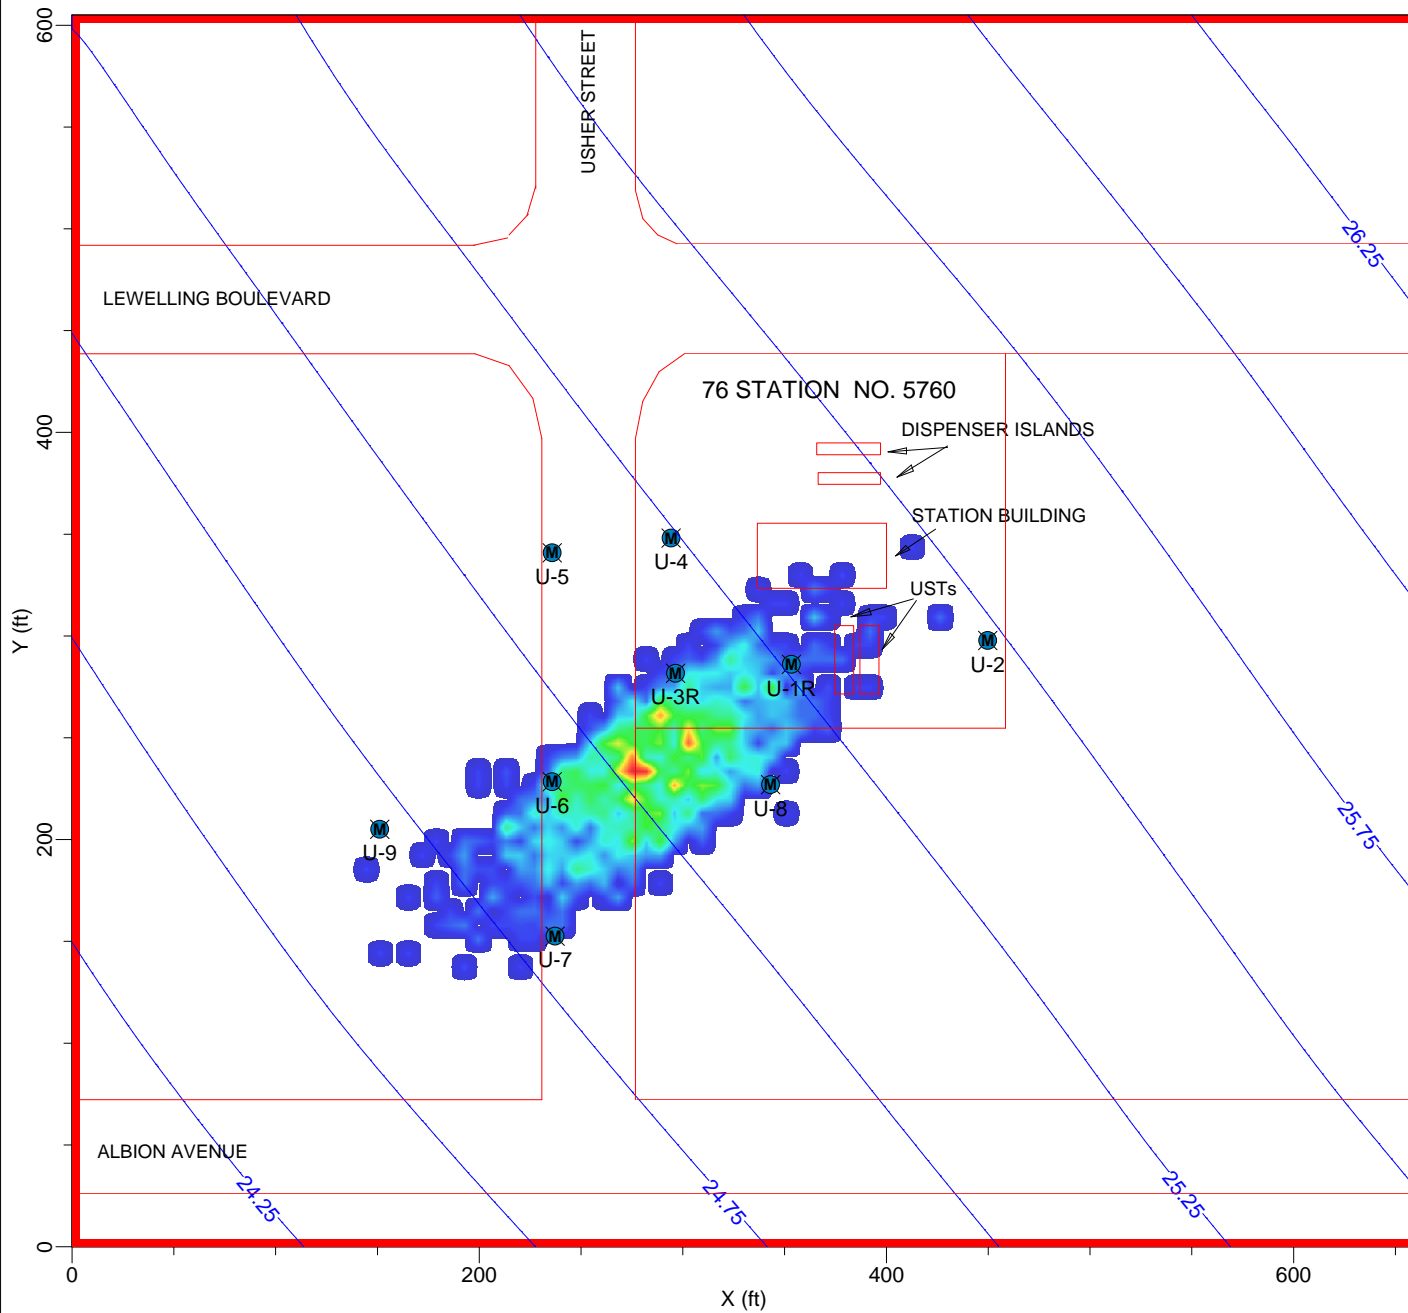 600
USHER STREET
26.25
LEWELLING BOULEVARD
76 STATION NO. 5760
400
DISPENSER ISLANDS
STATION BUILDING
M
U-4
M
U-5
USTs
Y (ft)
M
U-2
M
U-1R
M
U-3R
M
U-6
M
U-8
25.75
200
M
U-9
M
U-7
ALBION AVENUE
24.25
24.75
25.25
0
0
200
400
600
X (ft)